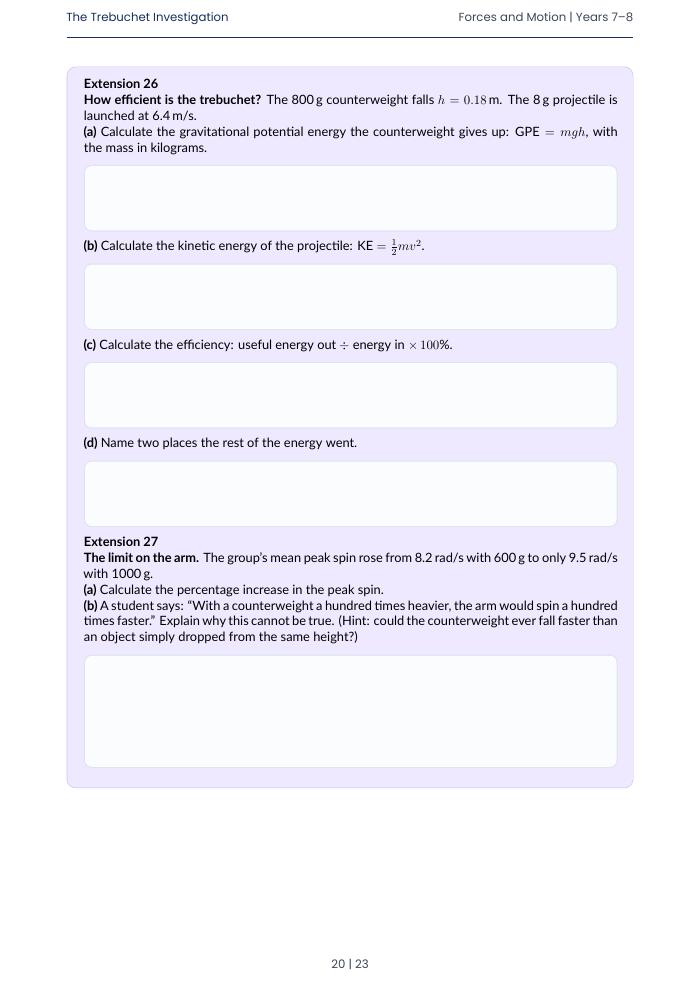 The Trebuchet Investigation
Forces and Motion | Years 7–8
Extension 26
How efficient is the trebuchet? The 800 g counterweight falls h = 0.18 m. The 8 g projectile is
launched at 6.4 m/s.
(a) Calculate the gravitational potential energy the counterweight gives up: GPE = mgh, with
the mass in kilograms.
(b) Calculate the kinetic energy of the projectile: KE = ½mv².
(c) Calculate the efficiency: useful energy out ÷ energy in × 100%.
(d) Name two places the rest of the energy went.
Extension 27
The limit on the arm. The group's mean peak spin rose from 8.2 rad/s with 600 g to only 9.5 rad/s
with 1000 g.
(a) Calculate the percentage increase in the peak spin.
(b) A student says: “With a counterweight a hundred times heavier, the arm would spin a hundred
times faster.” Explain why this cannot be true. (Hint: could the counterweight ever fall faster than
an object simply dropped from the same height?)
20 | 23